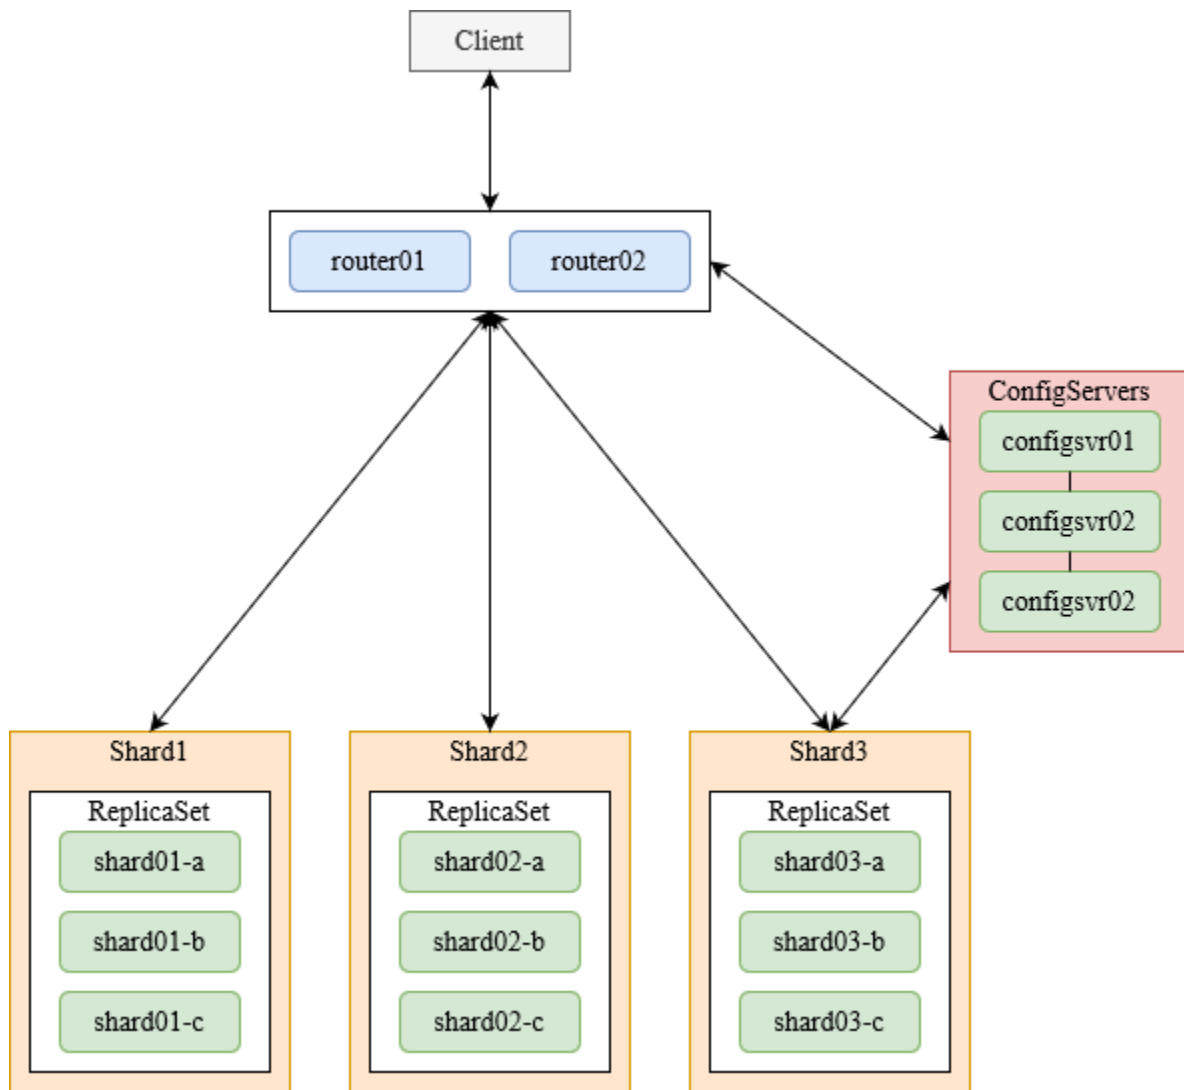 Client
router01
router02
ConfigServers
configsvr01
configsvr02
configsvr02
Shard1
ReplicaSet
shard01-a
shard01-b
shard01-c
Shard2
ReplicaSet
shard02-a
shard02-b
shard02-c
Shard3
ReplicaSet
shard03-a
shard03-b
shard03-c